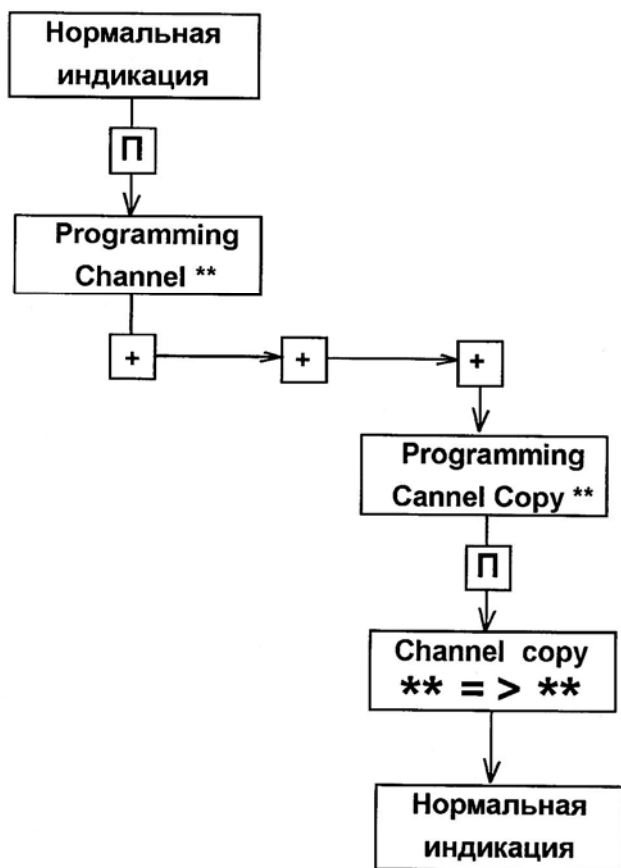 Нормальная
индикация
П
Programming
Channel **
+ + +
Programming
Cannel Copy **
П
Channel copy
** = > **
Нормальная
индикация